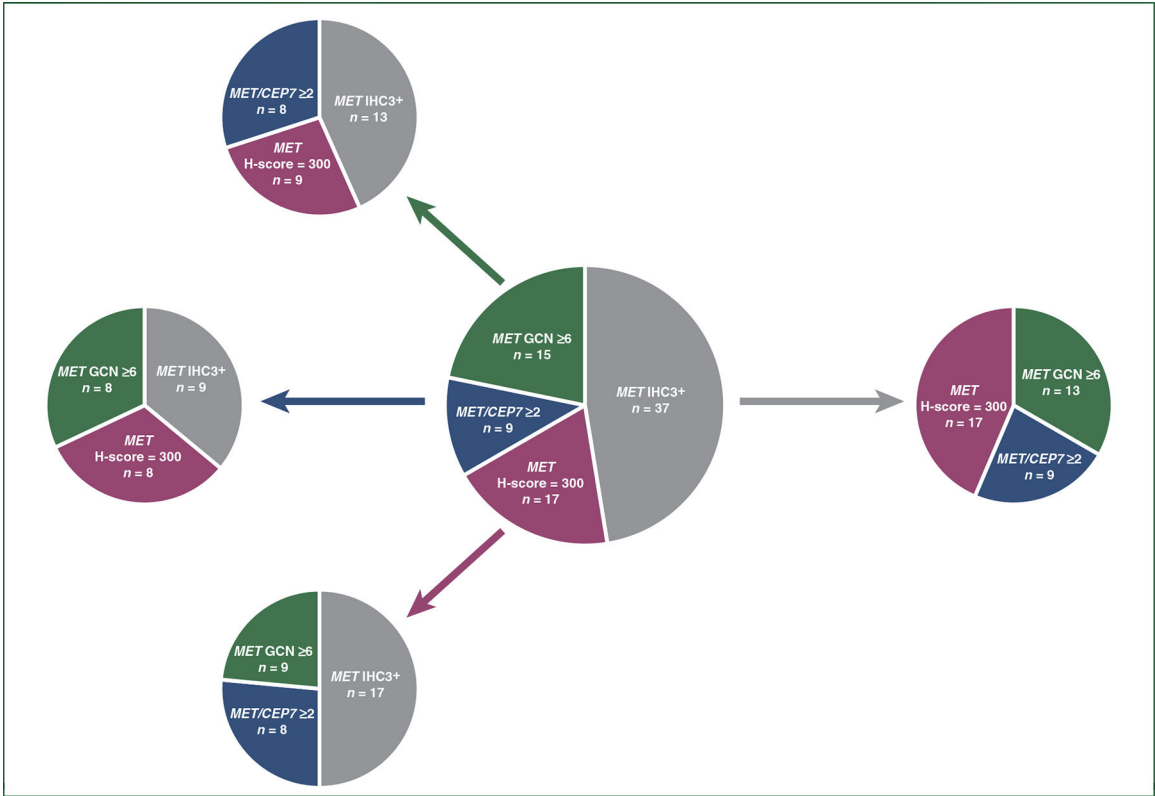 MET/CEP7 ≥2
n = 8
MET IHC3+
n = 13
MET
H-score = 300
n = 9
MET GCN ≥6
n = 15
MET IHC3+
n = 37
MET/CEP7 ≥2
n = 9
MET
H-score = 300
n = 17
MET GCN ≥6
n = 8
MET IHC3+
n = 9
MET
H-score = 300
n = 8
MET
H-score = 300
n = 17
MET GCN ≥6
n = 13
MET/CEP7 ≥2
n = 9
MET GCN ≥6
n = 9
MET IHC3+
n = 17
MET/CEP7 ≥2
n = 8